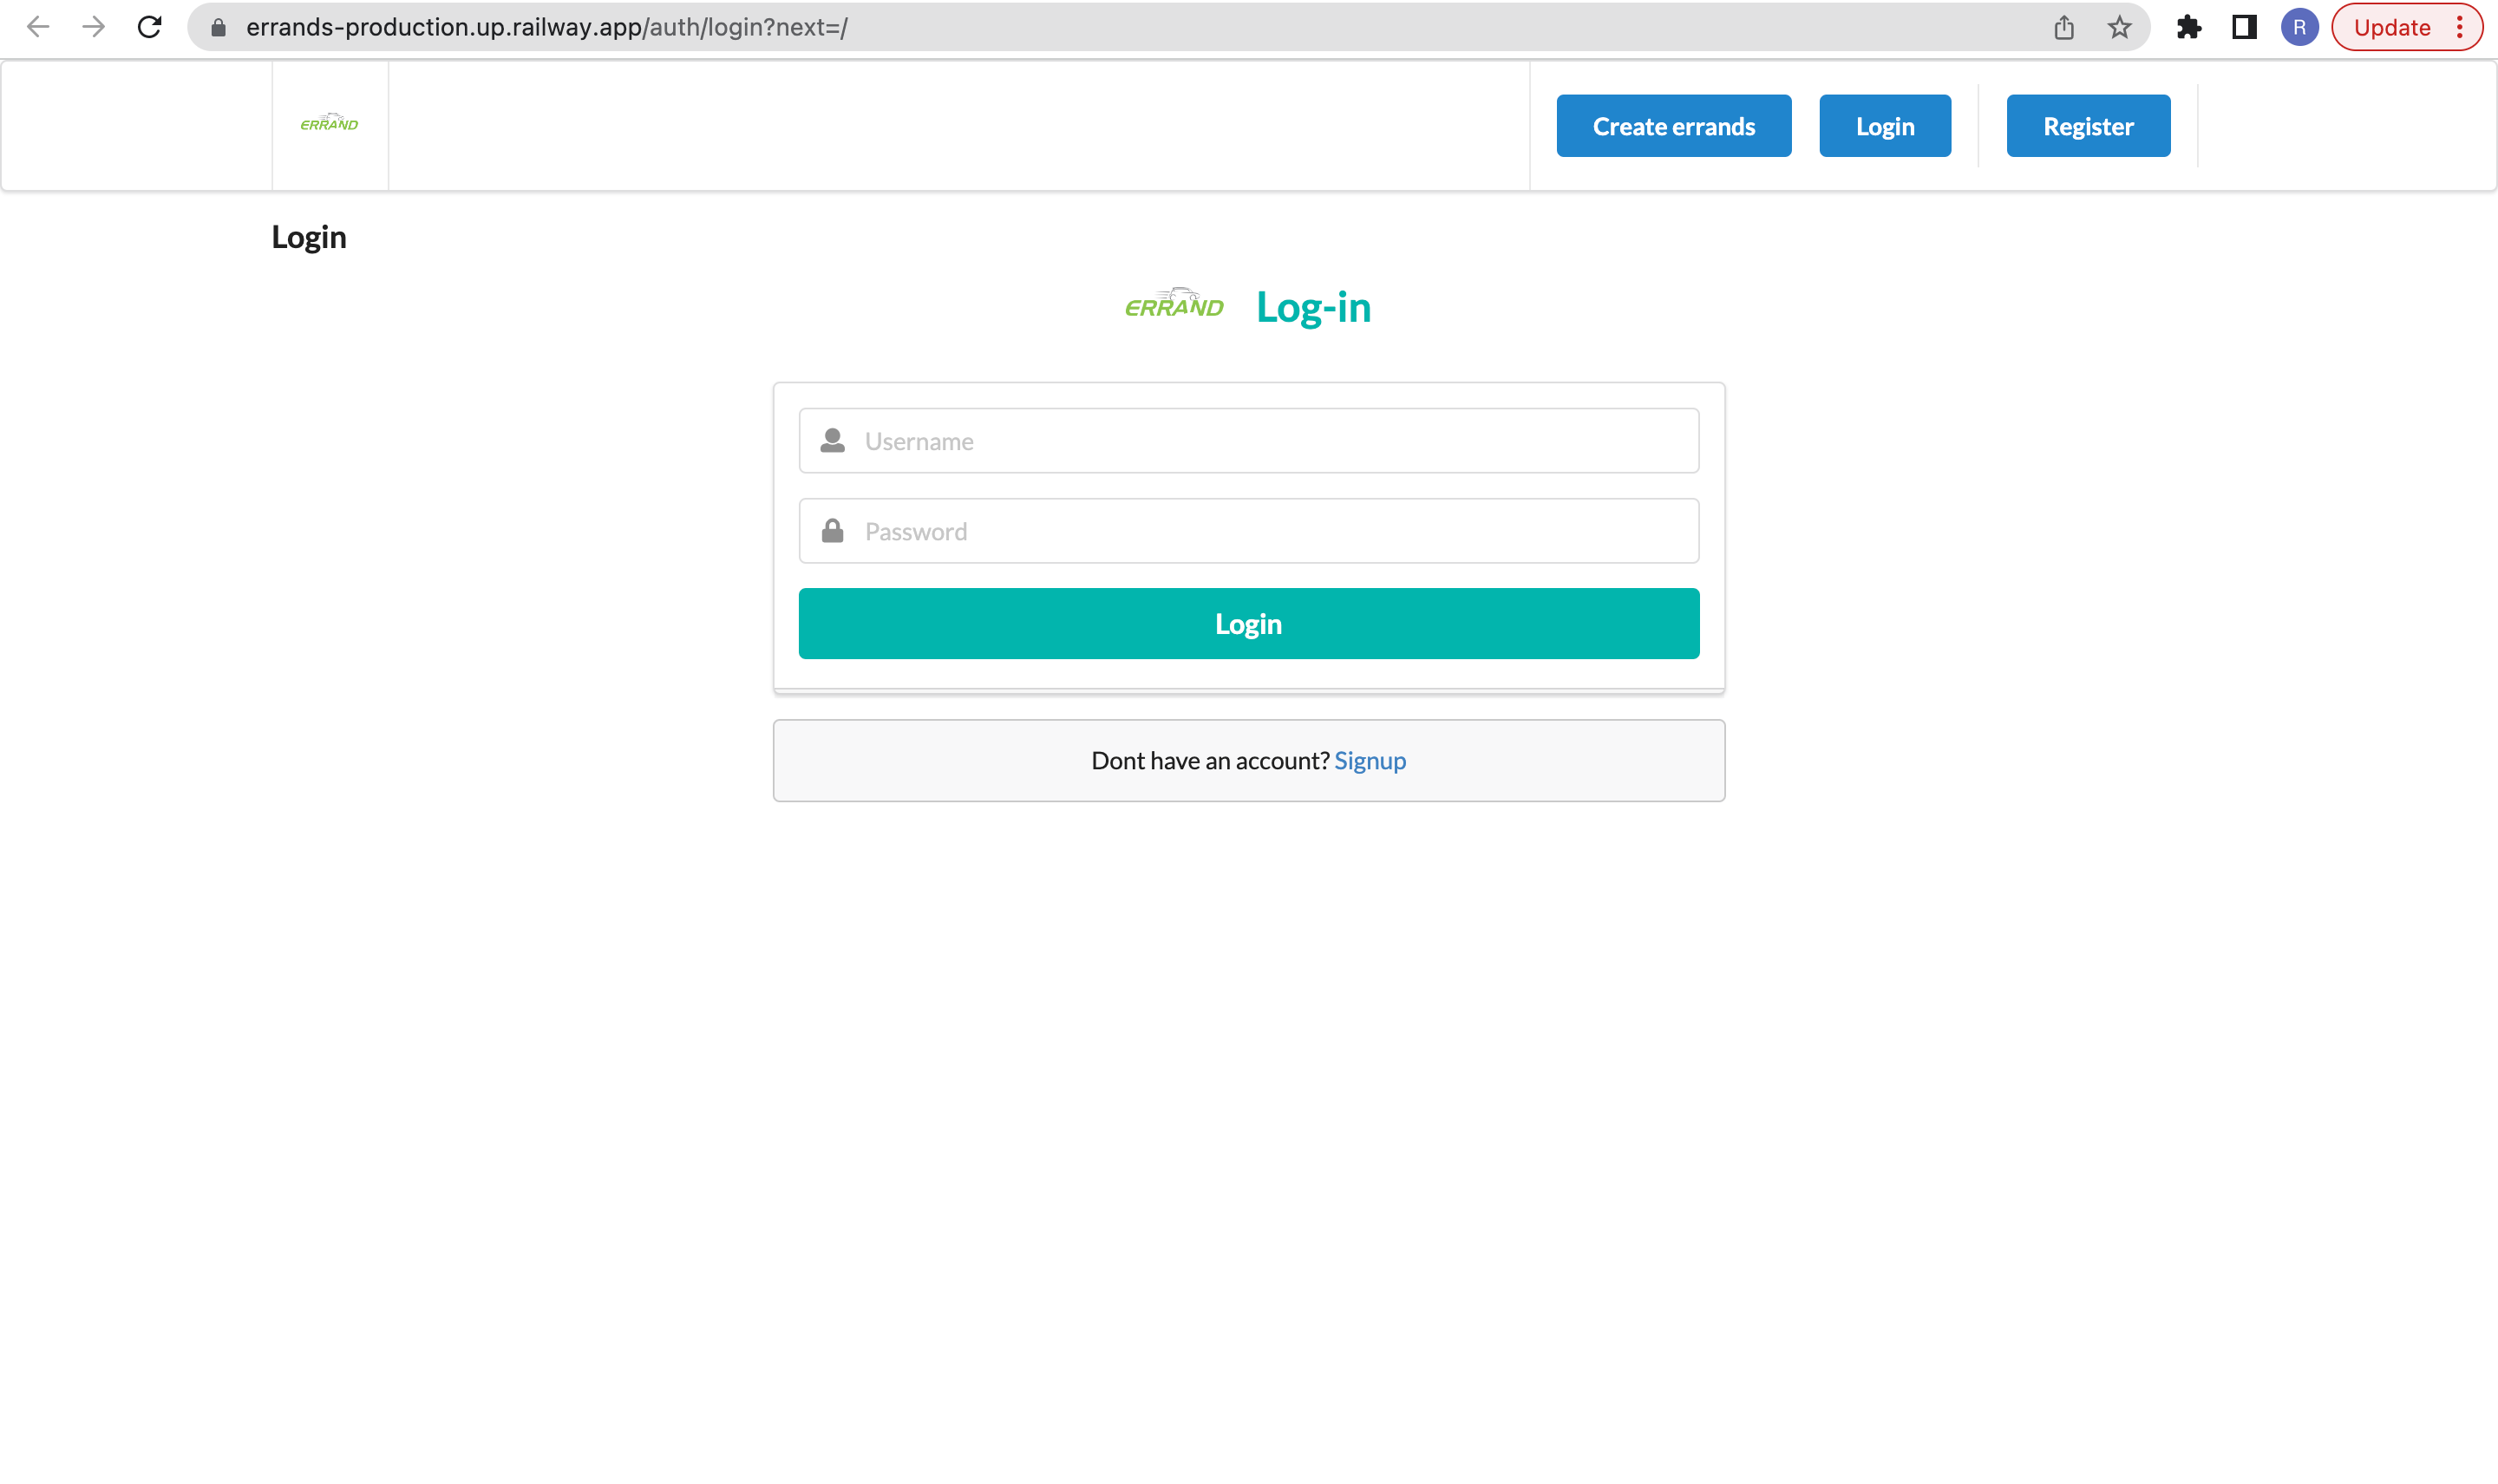 errands-production.up.railway.app/auth/login?next=/
R
Update
ERRAND
Create errands
Login
Register
Login
ERRAND
Log-in
Username
Password
Login
Dont have an account? Signup